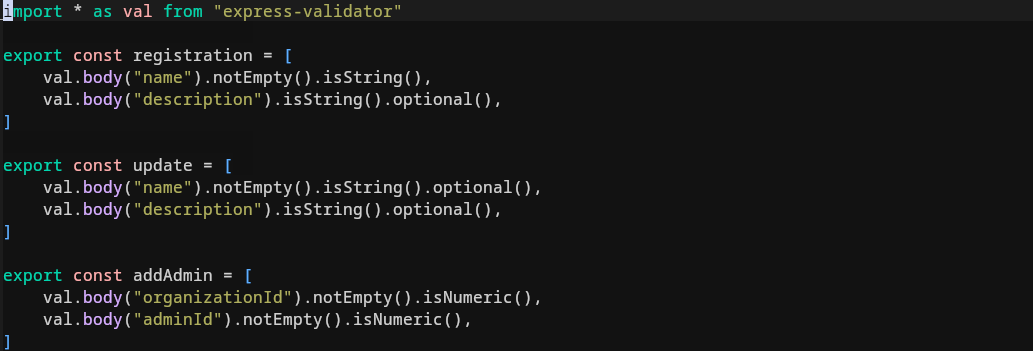 import * as val from "express-validator"
export const registration = [
    val.body("name").notEmpty().isString(),
    val.body("description").isString().optional(),
]
export const update = [
    val.body("name").notEmpty().isString().optional(),
    val.body("description").isString().optional(),
]
export const addAdmin = [
    val.body("organizationId").notEmpty().isNumeric(),
    val.body("adminId").notEmpty().isNumeric(),
]